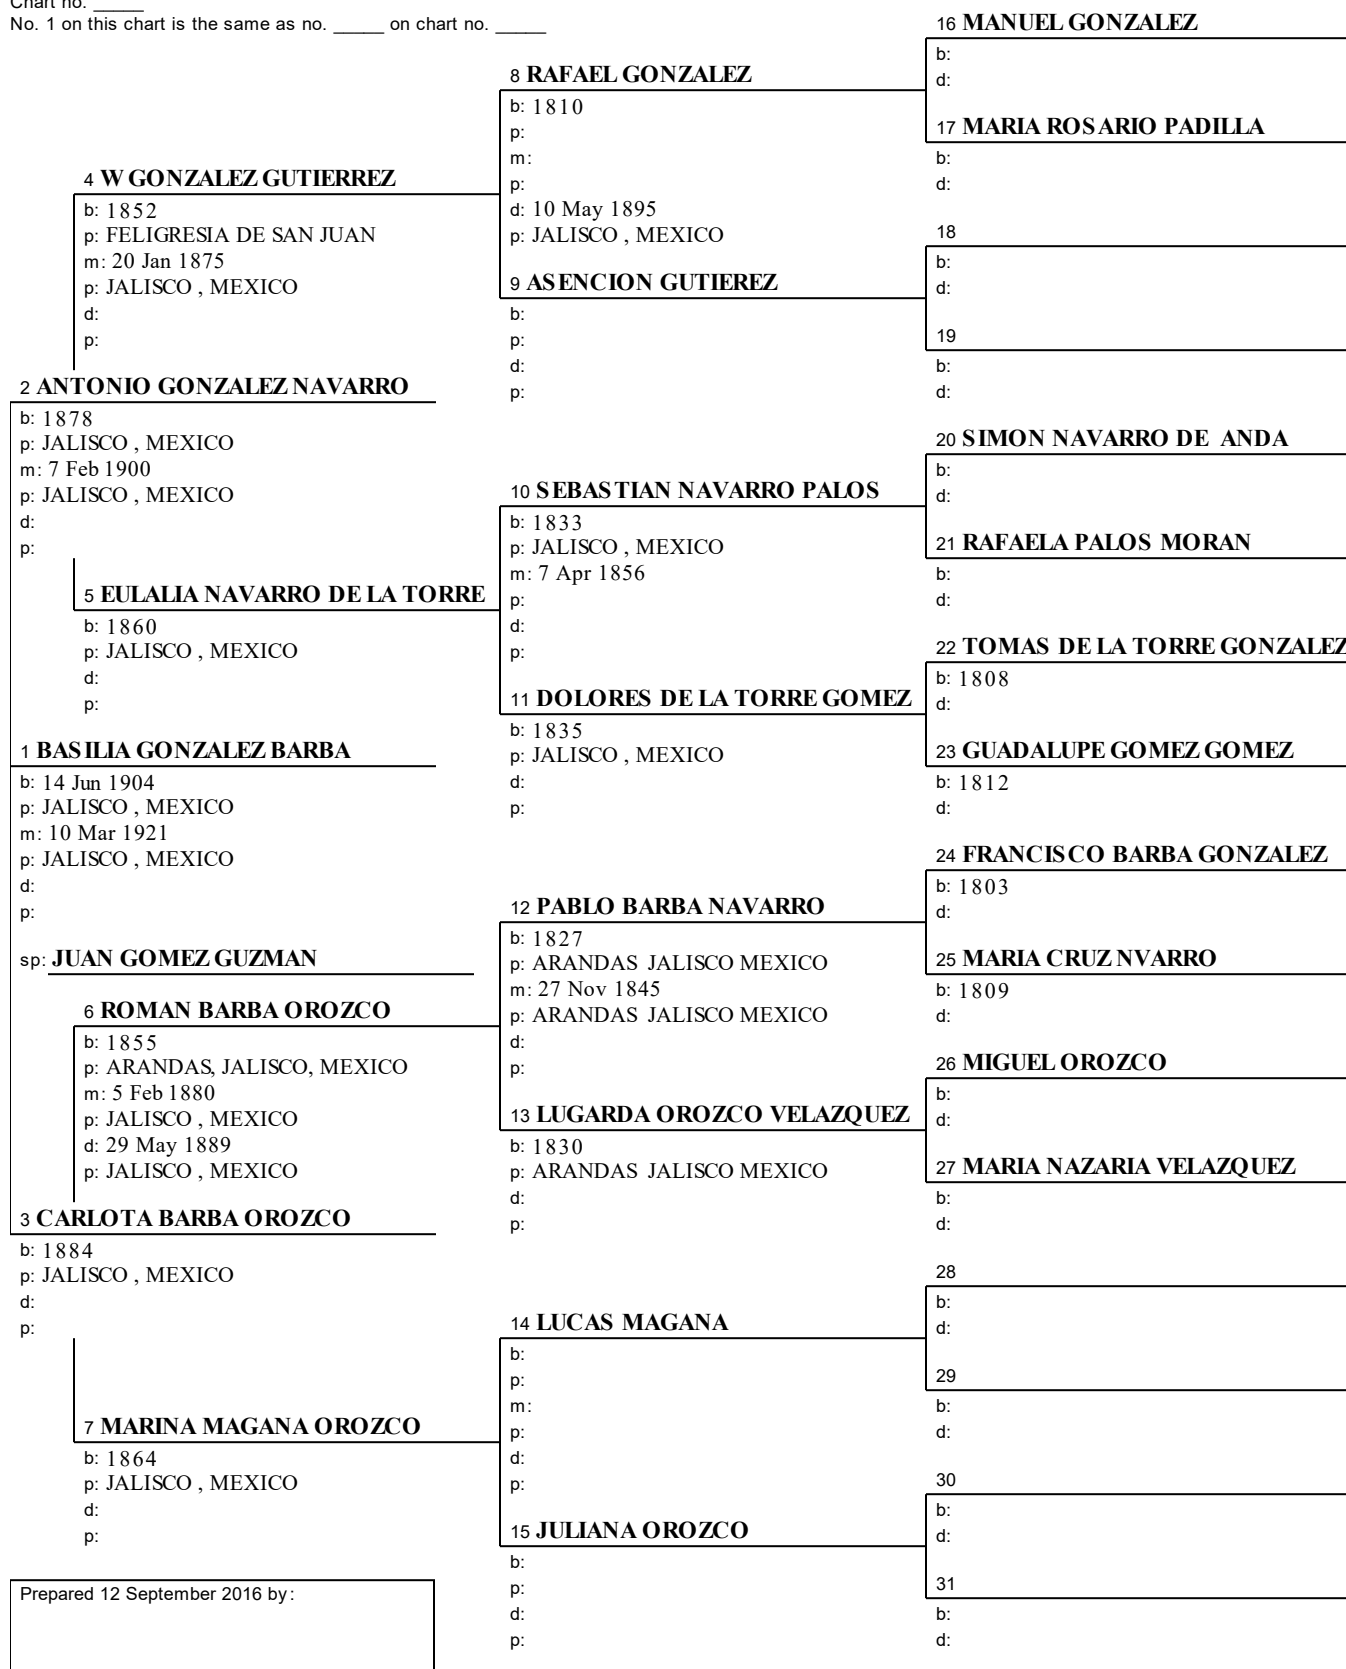 Chart no. _____
No. 1 on this chart is the same as no. _____ on chart no. _____
16 MANUEL GONZALEZ
b:
d:
8 RAFAEL GONZALEZ
b: 1810
p:
m:
p:
d: 10 May 1895
p: JALISCO , MEXICO
17 MARIA ROSARIO PADILLA
b:
d:
4 W GONZALEZ GUTIERREZ
b: 1852
p: FELIGRESIA DE SAN JUAN
m: 20 Jan 1875
p: JALISCO , MEXICO
d:
p:
18
b:
d:
9 ASENCION GUTIEREZ
b:
p:
d:
p:
19
b:
d:
2 ANTONIO GONZALEZ NAVARRO
b: 1878
p: JALISCO , MEXICO
m: 7 Feb 1900
p: JALISCO , MEXICO
d:
p:
20 SIMON NAVARRO DE ANDA
b:
d:
10 SEBASTIAN NAVARRO PALOS
b: 1833
p: JALISCO , MEXICO
m: 7 Apr 1856
p:
d:
p:
21 RAFAELA PALOS MORAN
b:
d:
5 EULALIA NAVARRO DE LA TORRE
b: 1860
p: JALISCO , MEXICO
d:
p:
22 TOMAS DE LA TORRE GONZALEZ
b: 1808
d:
11 DOLORES DE LA TORRE GOMEZ
b: 1835
p: JALISCO , MEXICO
d:
p:
23 GUADALUPE GOMEZ GOMEZ
b: 1812
d:
1 BASILIA GONZALEZ BARBA
b: 14 Jun 1904
p: JALISCO , MEXICO
m: 10 Mar 1921
p: JALISCO , MEXICO
d:
p:
sp: JUAN GOMEZ GUZMAN
24 FRANCISCO BARBA GONZALEZ
b: 1803
d:
12 PABLO BARBA NAVARRO
b: 1827
p: ARANDAS JALISCO MEXICO
m: 27 Nov 1845
p: ARANDAS JALISCO MEXICO
d:
p:
25 MARIA CRUZ NVARRO
b: 1809
d:
6 ROMAN BARBA OROZCO
b: 1855
p: ARANDAS, JALISCO, MEXICO
m: 5 Feb 1880
p: JALISCO , MEXICO
d: 29 May 1889
p: JALISCO , MEXICO
26 MIGUEL OROZCO
b:
d:
13 LUGARDA OROZCO VELAZQUEZ
b: 1830
p: ARANDAS JALISCO MEXICO
d:
p:
27 MARIA NAZARIA VELAZQUEZ
b:
d:
3 CARLOTA BARBA OROZCO
b: 1884
p: JALISCO , MEXICO
d:
p:
28
b:
d:
14 LUCAS MAGANA
b:
p:
m:
p:
d:
p:
29
b:
d:
7 MARINA MAGANA OROZCO
b: 1864
p: JALISCO , MEXICO
d:
p:
30
b:
d:
15 JULIANA OROZCO
b:
p:
d:
p:
31
b:
d:
Prepared 12 September 2016 by: